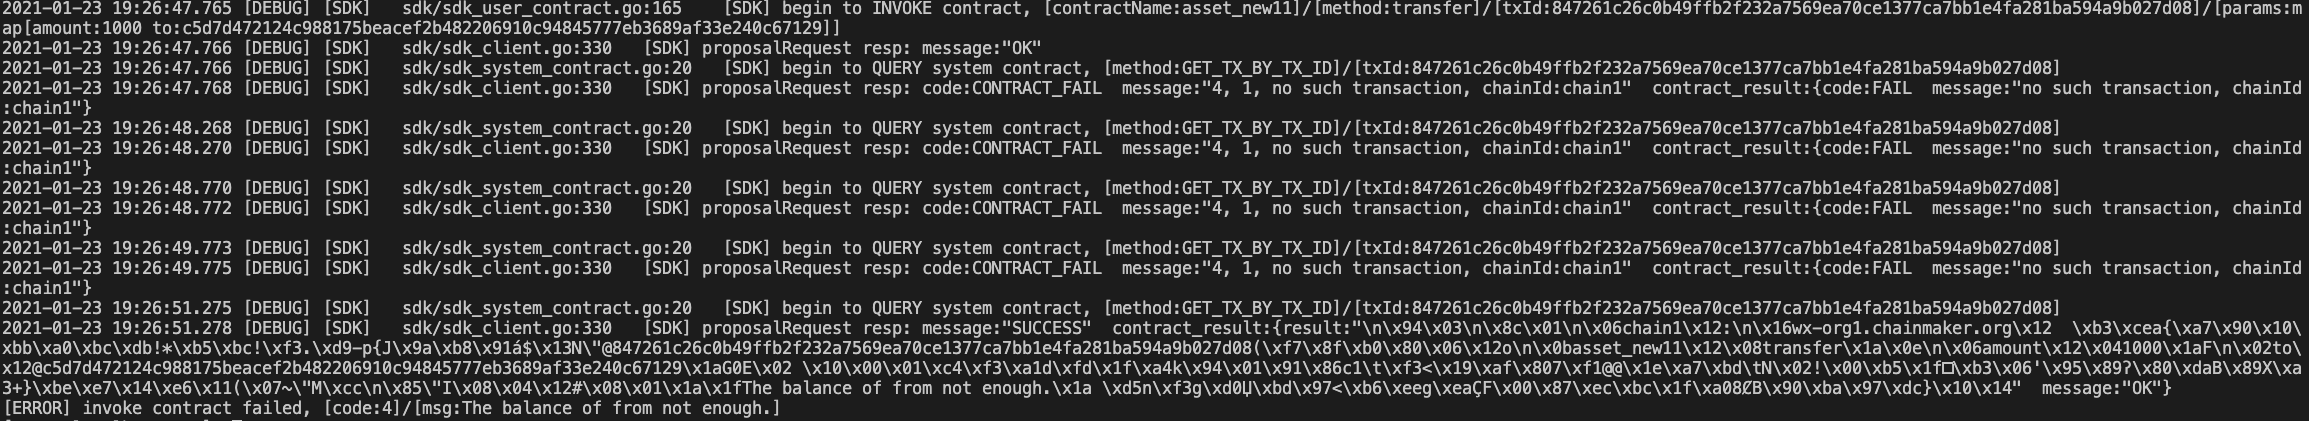 2021-01-23 19:26:47.765 [DEBUG] [SDK]   sdk/sdk_user_contract.go:165    [SDK] begin to INVOKE contract, [contractName:asset_new11]/[method:transfer]/[txId:847261c26c0b49ffb2f232a7569ea70ce1377ca7bb1e4fa281ba594a9b027d08]/[params:m
ap[amount:1000 to:c5d7d472124c988175beacef2b482206910c94845777eb3689af33e240c67129]]
2021-01-23 19:26:47.766 [DEBUG] [SDK]   sdk/sdk_client.go:330   [SDK] proposalRequest resp: message:"OK"
2021-01-23 19:26:47.766 [DEBUG] [SDK]   sdk/sdk_system_contract.go:20   [SDK] begin to QUERY system contract, [method:GET_TX_BY_TX_ID]/[txId:847261c26c0b49ffb2f232a7569ea70ce1377ca7bb1e4fa281ba594a9b027d08]
2021-01-23 19:26:47.768 [DEBUG] [SDK]   sdk/sdk_client.go:330   [SDK] proposalRequest resp: code:CONTRACT_FAIL  message:"4, 1, no such transaction, chainId:chain1"  contract_result:{code:FAIL  message:"no such transaction, chainId
:chain1"}
2021-01-23 19:26:48.268 [DEBUG] [SDK]   sdk/sdk_system_contract.go:20   [SDK] begin to QUERY system contract, [method:GET_TX_BY_TX_ID]/[txId:847261c26c0b49ffb2f232a7569ea70ce1377ca7bb1e4fa281ba594a9b027d08]
2021-01-23 19:26:48.270 [DEBUG] [SDK]   sdk/sdk_client.go:330   [SDK] proposalRequest resp: code:CONTRACT_FAIL  message:"4, 1, no such transaction, chainId:chain1"  contract_result:{code:FAIL  message:"no such transaction, chainId
:chain1"}
2021-01-23 19:26:48.770 [DEBUG] [SDK]   sdk/sdk_system_contract.go:20   [SDK] begin to QUERY system contract, [method:GET_TX_BY_TX_ID]/[txId:847261c26c0b49ffb2f232a7569ea70ce1377ca7bb1e4fa281ba594a9b027d08]
2021-01-23 19:26:48.772 [DEBUG] [SDK]   sdk/sdk_client.go:330   [SDK] proposalRequest resp: code:CONTRACT_FAIL  message:"4, 1, no such transaction, chainId:chain1"  contract_result:{code:FAIL  message:"no such transaction, chainId
:chain1"}
2021-01-23 19:26:49.773 [DEBUG] [SDK]   sdk/sdk_system_contract.go:20   [SDK] begin to QUERY system contract, [method:GET_TX_BY_TX_ID]/[txId:847261c26c0b49ffb2f232a7569ea70ce1377ca7bb1e4fa281ba594a9b027d08]
2021-01-23 19:26:49.775 [DEBUG] [SDK]   sdk/sdk_client.go:330   [SDK] proposalRequest resp: code:CONTRACT_FAIL  message:"4, 1, no such transaction, chainId:chain1"  contract_result:{code:FAIL  message:"no such transaction, chainId
:chain1"}
2021-01-23 19:26:51.275 [DEBUG] [SDK]   sdk/sdk_system_contract.go:20   [SDK] begin to QUERY system contract, [method:GET_TX_BY_TX_ID]/[txId:847261c26c0b49ffb2f232a7569ea70ce1377ca7bb1e4fa281ba594a9b027d08]
2021-01-23 19:26:51.278 [DEBUG] [SDK]   sdk/sdk_client.go:330   [SDK] proposalRequest resp: message:"SUCCESS"  contract_result:{result:"\n\x94\x03\n\x8c\x01\n\x06chain1\x12:\n\x16wx-org1.chainmaker.org\x12  \xb3\xcea{\xa7\x90\x10\
xbb\xa0\xbc\xdb!*\xb5\xbc!\xf3.\xd9-p{J\x9a\xb8\x91á$\x13N\"@847261c26c0b49ffb2f232a7569ea70ce1377ca7bb1e4fa281ba594a9b027d08(\xf7\x8f\xb0\x80\x06\x12o\n\x0basset_new11\x12\x08transfer\x1a\x0e\n\x06amount\x12\x041000\x1aF\n\x02to\
x12@c5d7d472124c988175beacef2b482206910c94845777eb3689af33e240c67129\x1aG0E\x02 \x10\x00\x01\xc4\xf3\x1d\xfd\x1f\xa4k\x94\x01\x91\x86c1\t\xf3<\x19\xaf\x807\xf1@@\x1e\xa7\xbd\tN\x02!\x00\xb5\x1f□\xb3\x06'\x95\x89?\x80\xdaB\x89X\xa
3+}\xbe\xe7\x14\xe6\x11(\x07~\"M\xcc\n\x85\"I\x08\x04\x12#\x08\x01\x1a\x1fThe balance of from not enough.\x1a \xd5n\xf3g\xd0Џ\xbd\x97<\xb6\xeeg\xeaÇF\x00\x87\xec\xbc\x1f\xa08ȻB\x90\xba\x97\xdc}\x10\x14"  message:"OK"}
[ERROR] invoke contract failed, [code:4]/[msg:The balance of from not enough.]